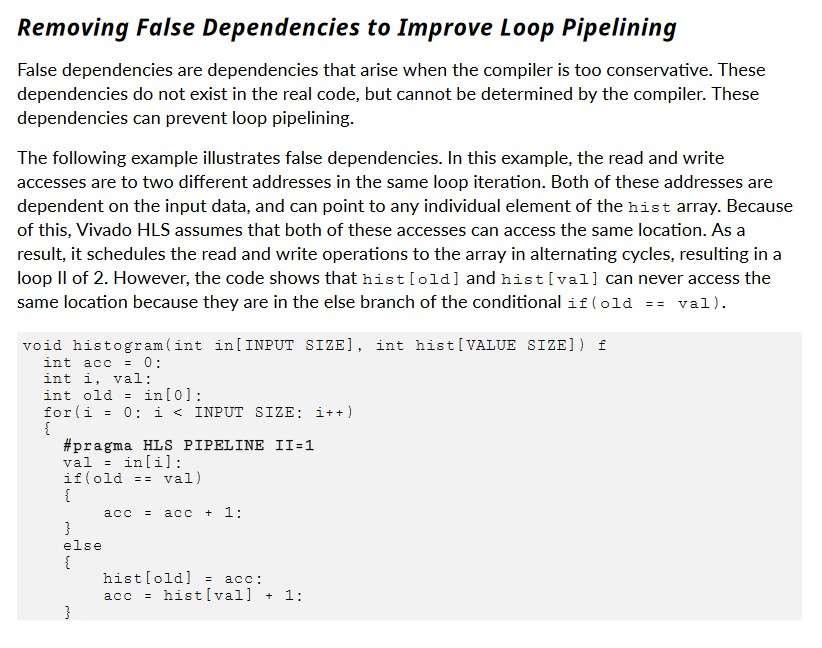 Removing False Dependencies to Improve Loop Pipelining
False dependencies are dependencies that arise when the compiler is too conservative. These
dependencies do not exist in the real code, but cannot be determined by the compiler. These
dependencies can prevent loop pipelining.
The following example illustrates false dependencies. In this example, the read and write
accesses are to two different addresses in the same loop iteration. Both of these addresses are
dependent on the input data, and can point to any individual element of the hist array. Because
of this, Vivado HLS assumes that both of these accesses can access the same location. As a
result, it schedules the read and write operations to the array in alternating cycles, resulting in a
loop II of 2. However, the code shows that hist[old] and hist[val] can never access the
same location because they are in the else branch of the conditional if(old == val).
void histogram(int in[INPUT SIZE], int hist[VALUE SIZE]) f
int acc = 0:
int i, val:
int old = in[0]:
for(i = 0: i < INPUT SIZE: i++)
{
#pragma HLS PIPELINE II=1
val = in[i]:
if(old == val)
{
acc = acc + 1:
}
else
{
hist[old] = acc:
acc = hist[val] + 1:
}